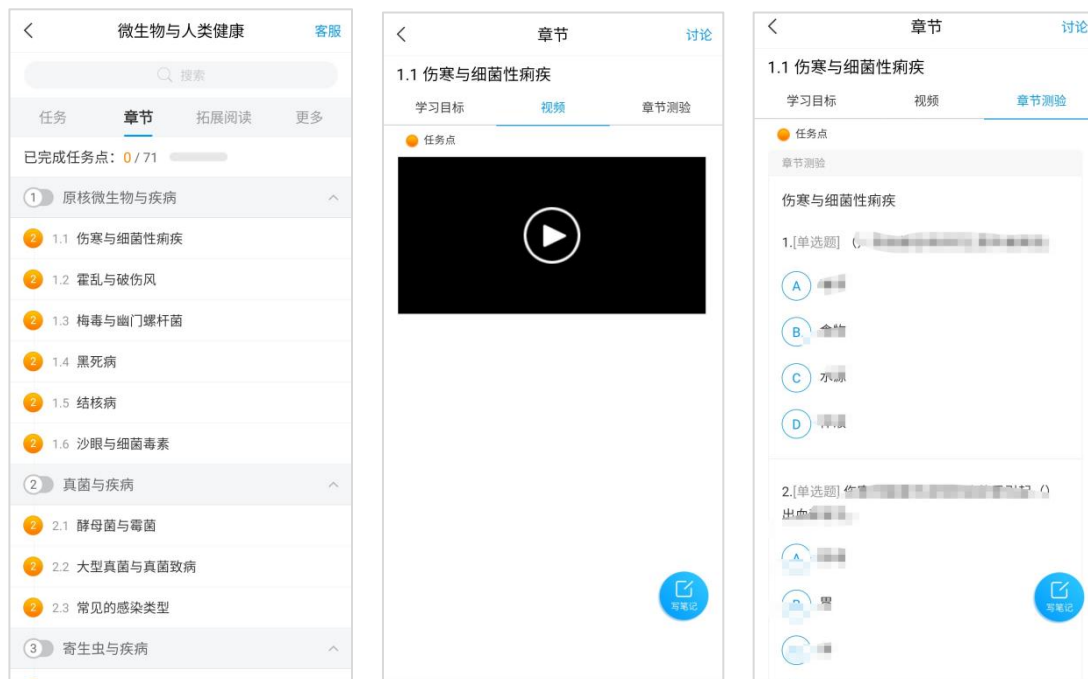 微生物与人类健康
客服
搜索
任务 章节 拓展阅读 更多
已完成任务点：0 / 71
1 原核微生物与疾病
2 1.1 伤寒与细菌性痢疾
2 1.2 霍乱与破伤风
2 1.3 梅毒与幽门螺杆菌
2 1.4 黑死病
2 1.5 结核病
2 1.6 沙眼与细菌毒素
2 真菌与疾病
2 2.1 酵母菌与霉菌
2 2.2 大型真菌与真菌致病
2 2.3 常见的感染类型
3 寄生虫与疾病
章节
讨论
1.1 伤寒与细菌性痢疾
学习目标 视频 章节测验
任务点
写笔记
章节
讨论
1.1 伤寒与细菌性痢疾
学习目标 视频 章节测验
任务点
章节测验
伤寒与细菌性痢疾
1.[单选题]（
A
B
C
D
2.[单选题] ()
出血
A
胃
写笔记